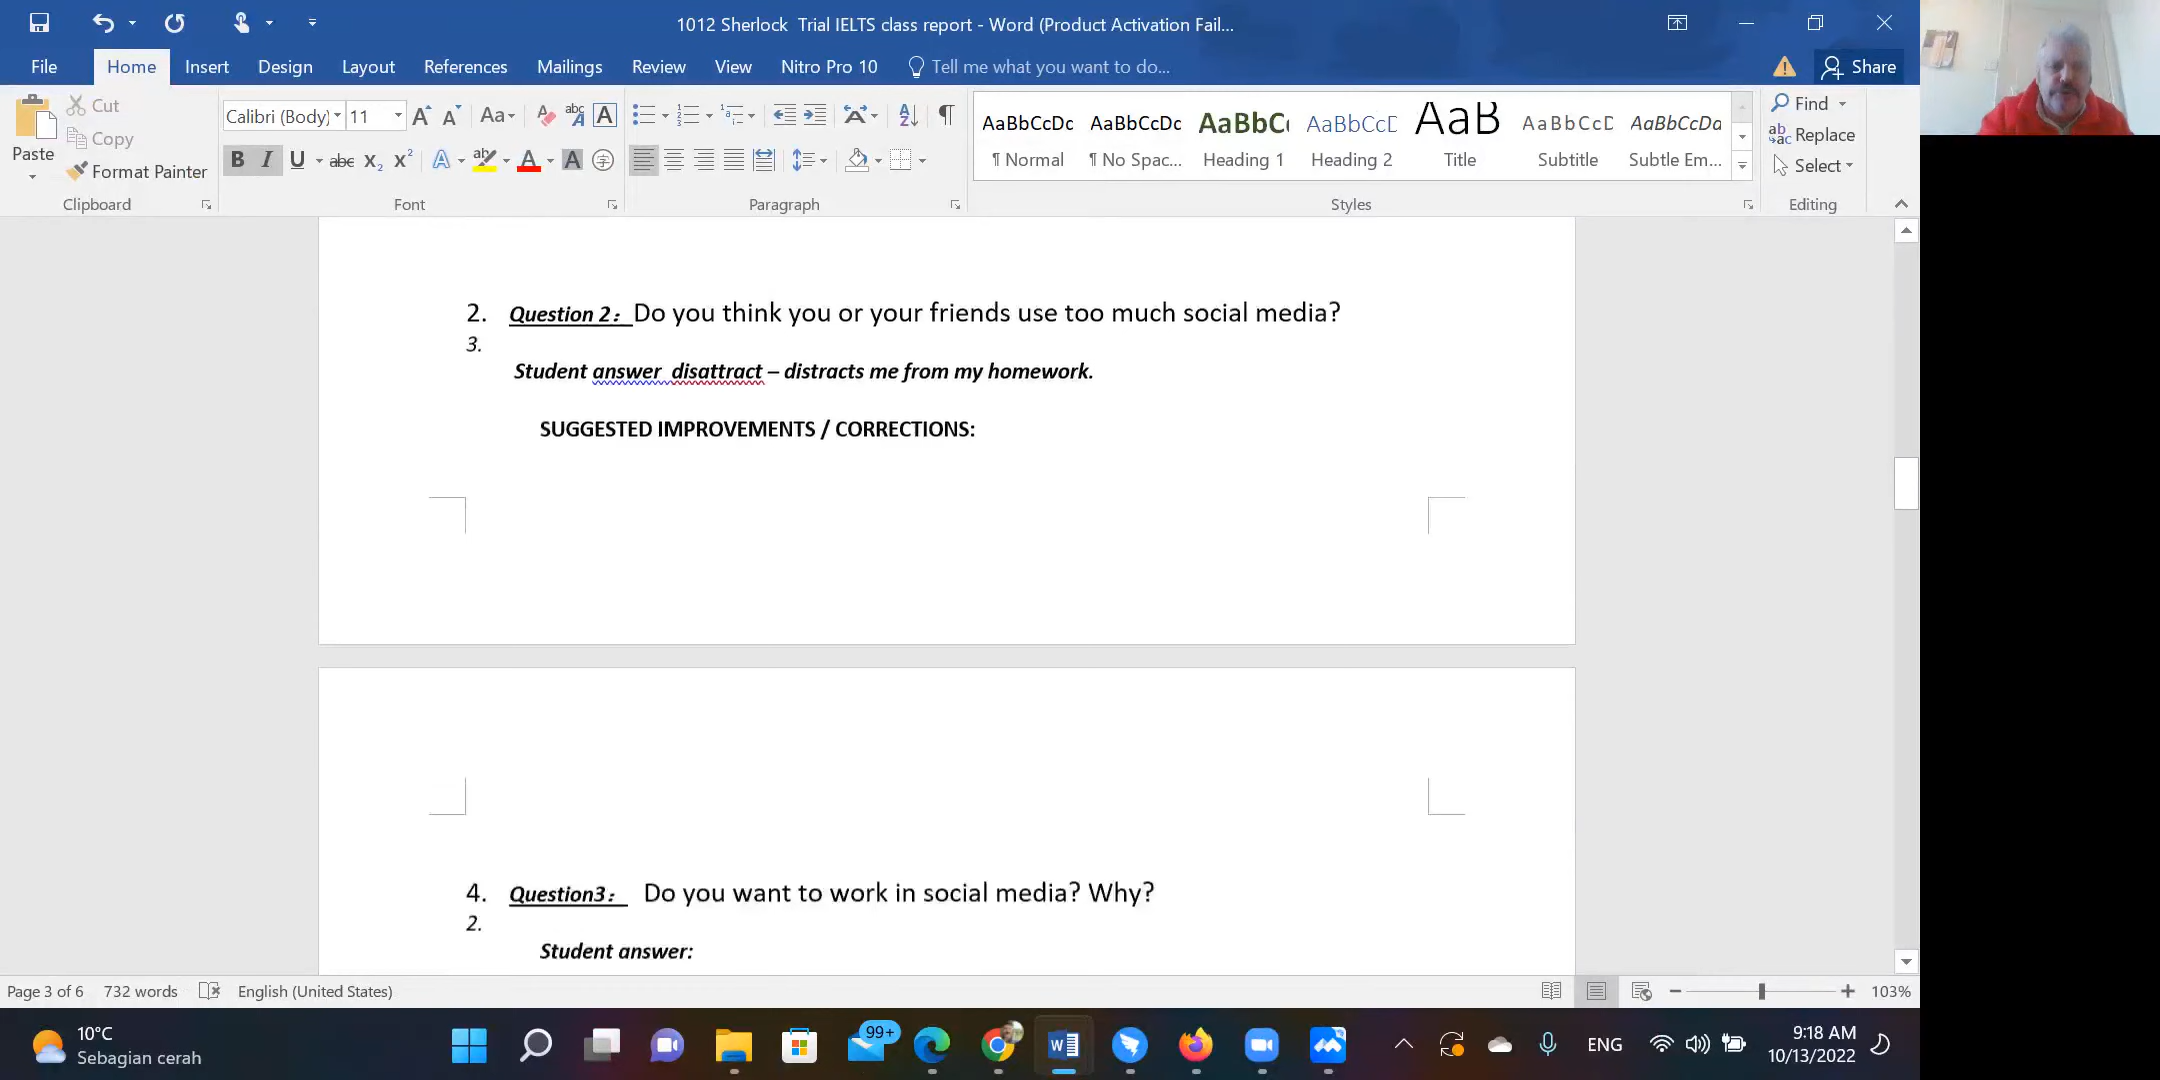 1012 Sherlock  Trial IELTS class report - Word (Product Activation Fail...
File Home Insert Design Layout References Mailings Review View Nitro Pro 10 Tell me what you want to do... Share
Paste
Cut
Copy
Format Painter
Clipboard
Calibri (Body) 11
Font
Paragraph
AaBbCcDc AaBbCcDc AaBbC AaBbCcD AaB AaBbCcD AaBbCcDd
¶ Normal ¶ No Spac... Heading 1 Heading 2 Title Subtitle Subtle Em...
Styles
Find
Replace
Select
Editing
2. Question 2： Do you think you or your friends use too much social media?
3.
Student answer  disattract – distracts me from my homework.
SUGGESTED IMPROVEMENTS / CORRECTIONS:
4. Question3： Do you want to work in social media? Why?
2.
Student answer:
Page 3 of 6 732 words English (United States) 103%
10°C
Sebagian cerah
99+
ENG
9:18 AM
10/13/2022